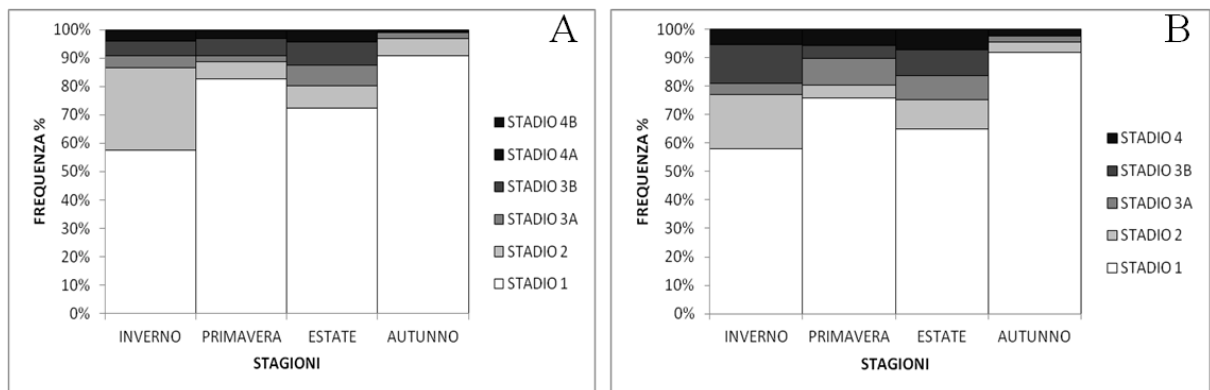 A
100%
90%
80%
70%
60%
50%
40%
30%
20%
10%
0%
FREQUENZA %
INVERNO PRIMAVERA ESTATE AUTUNNO
STAGIONI
STADIO 4B
STADIO 4A
STADIO 3B
STADIO 3A
STADIO 2
STADIO 1
B
100%
90%
80%
70%
60%
50%
40%
30%
20%
10%
0%
FREQUENZA %
INVERNO PRIMAVERA ESTATE AUTUNNO
STAGIONI
STADIO 4
STADIO 3B
STADIO 3A
STADIO 2
STADIO 1